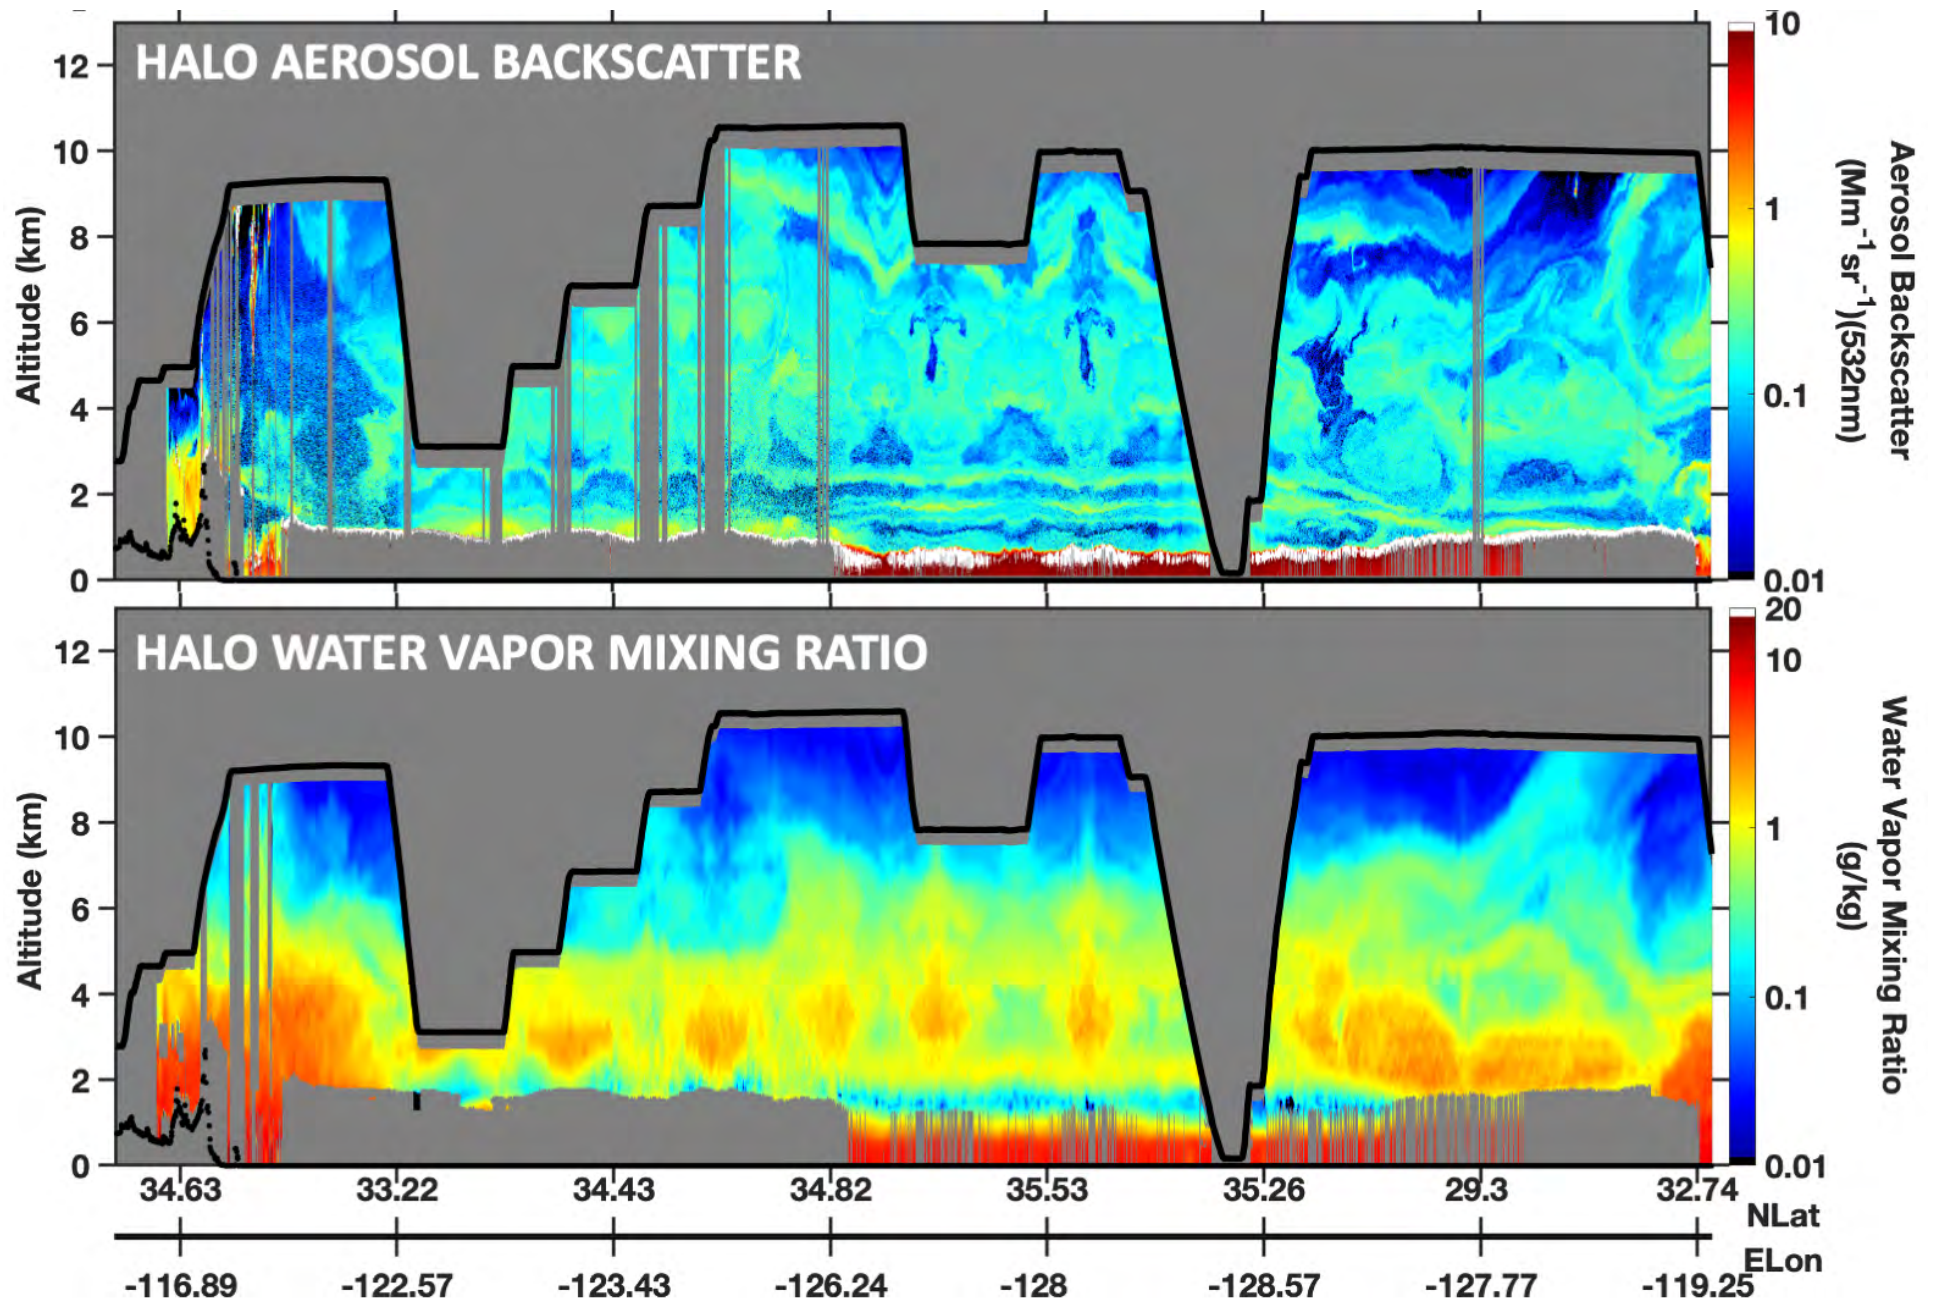 HALO AEROSOL BACKSCATTER
12
10
8
6
4
2
0
Altitude (km)
10
1
0.1
0.01
Aerosol Backscatter
(Mm⁻¹sr⁻¹)(532nm)
HALO WATER VAPOR MIXING RATIO
12
10
8
6
4
2
0
Altitude (km)
20
10
1
0.1
0.01
Water Vapor Mixing Ratio
(g/kg)
34.63 33.22 34.43 34.82 35.53 35.26 29.3 32.74
NLat
ELon
-116.89 -122.57 -123.43 -126.24 -128 -128.57 -127.77 -119.25